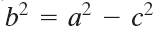 b² = a² − c²